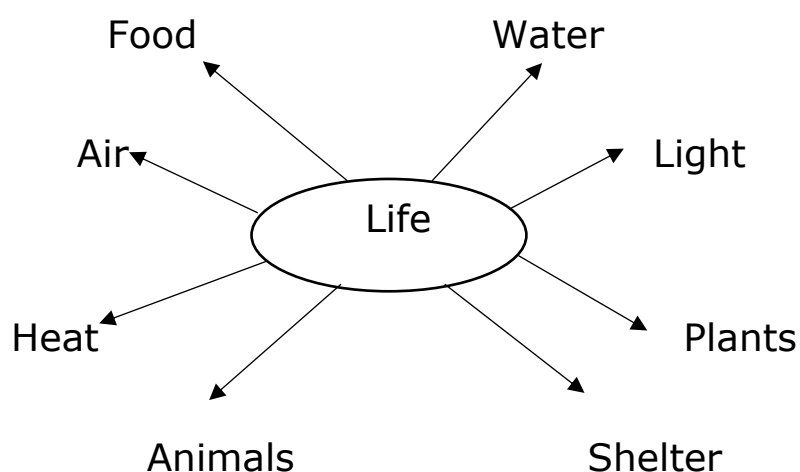 Food
Water
Air
Light
Life
Heat
Plants
Animals
Shelter